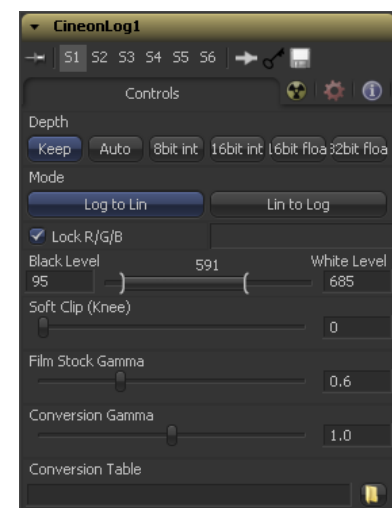 CineonLog1
S1 S2 S3 S4 S5 S6
Controls
Depth
Keep Auto 8bit int 16bit int 16bit floa 32bit floa
Mode
Log to Lin Lin to Log
Lock R/G/B
Black Level 591 White Level
95 685
Soft Clip (Knee)
0
Film Stock Gamma
0.6
Conversion Gamma
1.0
Conversion Table